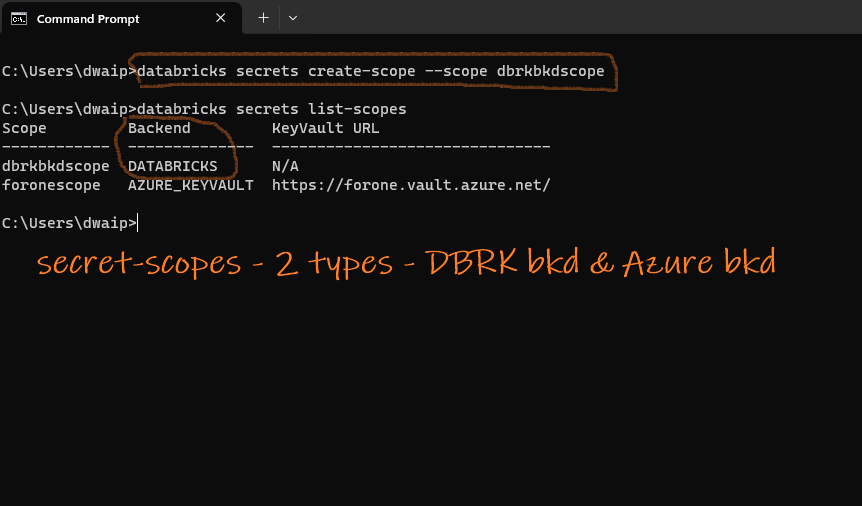 Command Prompt
C:\Users\dwaip>databricks secrets create-scope --scope dbrkbkdscope
C:\Users\dwaip>databricks secrets list-scopes
Scope Backend KeyVault URL
------------ -------------- -------------------------------
dbrkbkdscope DATABRICKS N/A
foronescope AZURE_KEYVAULT https://forone.vault.azure.net/
C:\Users\dwaip>
secret-scopes - 2 types - DBRK bkd & Azure bkd